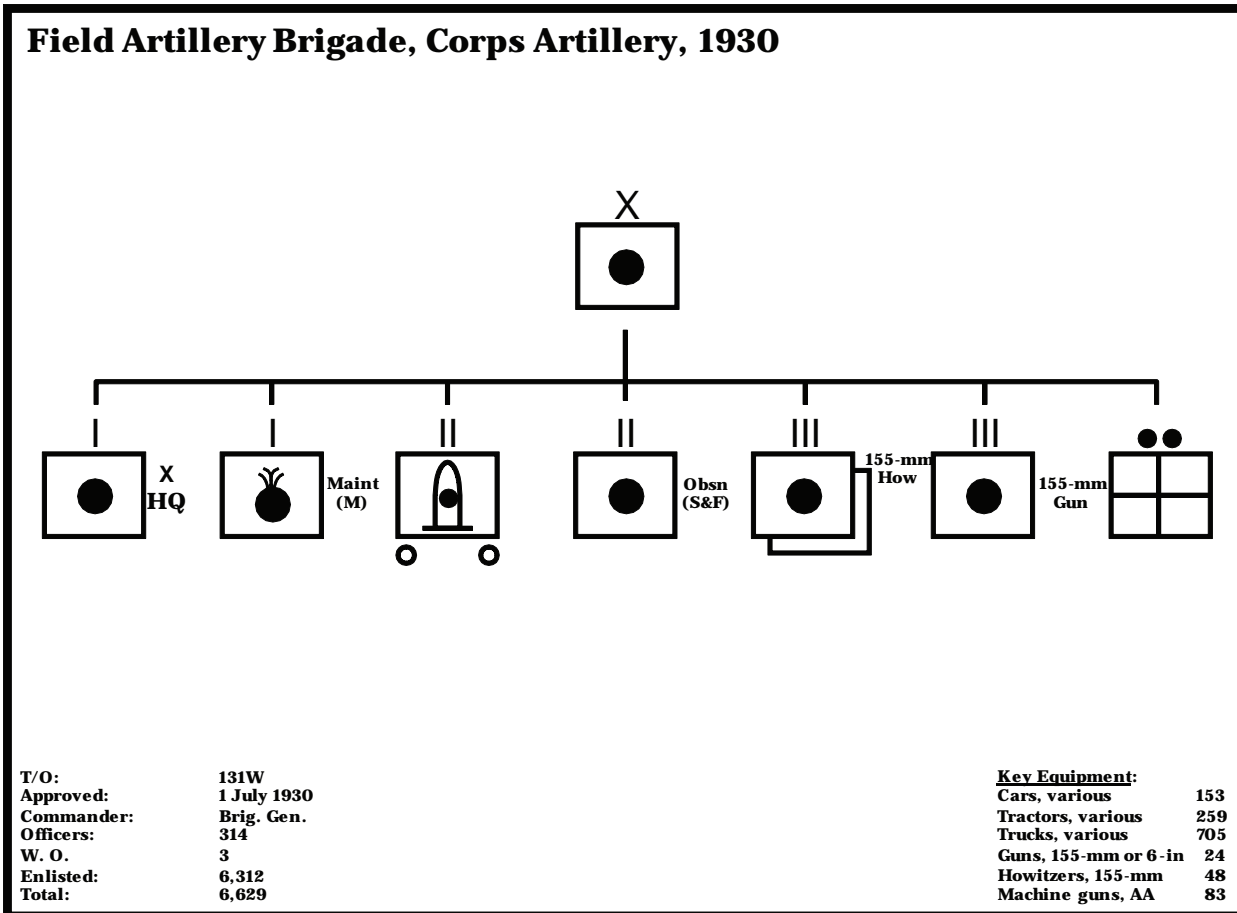 Field Artillery Brigade, Corps Artillery, 1930
X
I I II II III III
X
HQ
Maint
(M)
Obsn
(S&F)
155-mm
How
155-mm
Gun
T/O: 131W
Approved: 1 July 1930
Commander: Brig. Gen.
Officers: 314
W. O. 3
Enlisted: 6,312
Total: 6,629
Key Equipment:
Cars, various 153
Tractors, various 259
Trucks, various 705
Guns, 155-mm or 6-in 24
Howitzers, 155-mm 48
Machine guns, AA 83